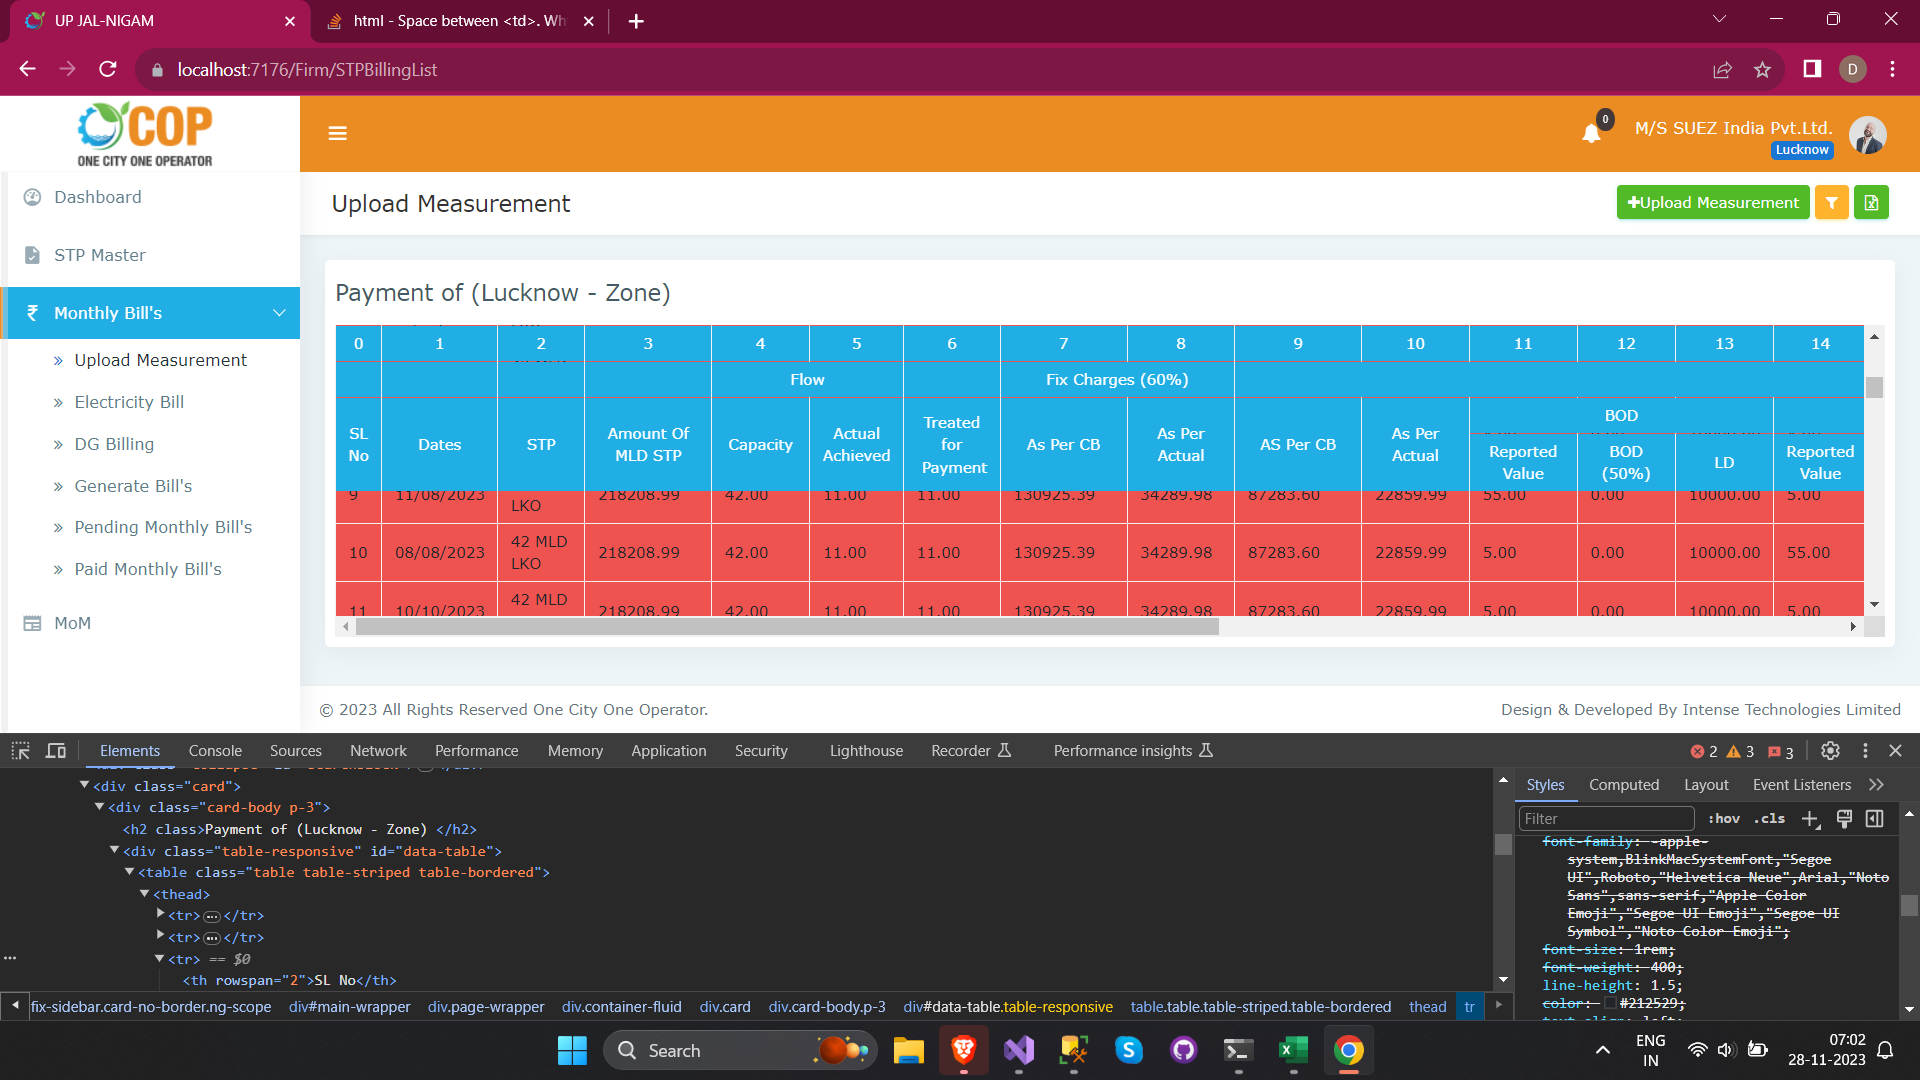 UP JAL-NIGAM
html - Space between <td>. Wh
localhost:7176/Firm/STPBillingList
D
COP
ONE CITY ONE OPERATOR
0
M/S SUEZ India Pvt.Ltd.
Lucknow
Dashboard
STP Master
Monthly Bill's
Upload Measurement
Electricity Bill
DG Billing
Generate Bill's
Pending Monthly Bill's
Paid Monthly Bill's
MoM
Upload Measurement
Upload Measurement
Payment of (Lucknow - Zone)
0 1 2 3 4 5 6 7 8 9 10 11 12 13 14
Flow Fix Charges (60%)
BOD
SL No Dates STP Amount Of MLD STP Capacity Actual Achieved Treated for Payment As Per CB As Per Actual AS Per CB As Per Actual Reported Value BOD (50%) LD Reported Value
9 11/08/2023 LKO 218208.99 42.00 11.00 11.00 130925.39 34289.98 87283.60 22859.99 55.00 0.00 10000.00 5.00
10 08/08/2023 42 MLD LKO 218208.99 42.00 11.00 11.00 130925.39 34289.98 87283.60 22859.99 5.00 0.00 10000.00 55.00
11 10/10/2023 42 MLD 218208.99 42.00 11.00 11.00 130925.39 34289.98 87283.60 22859.99 5.00 0.00 10000.00 5.00
© 2023 All Rights Reserved One City One Operator.
Design & Developed By Intense Technologies Limited
Elements Console Sources Network Performance Memory Application Security Lighthouse Recorder Performance insights 2 3 3
<div class="card">
<div class="card-body p-3">
<h2 class>Payment of (Lucknow - Zone) </h2>
<div class="table-responsive" id="data-table">
<table class="table table-striped table-bordered">
<thead>
<tr>…</tr>
<tr>…</tr>
<tr> == $0
<th rowspan="2">SL No</th>
fix-sidebar.card-no-border.ng-scope div#main-wrapper div.page-wrapper div.container-fluid div.card div.card-body.p-3 div#data-table.table-responsive table.table.table-striped.table-bordered thead tr
Styles Computed Layout Event Listeners
Filter :hov .cls
font-family: -apple-
system,BlinkMacSystemFont,"Segoe
UI",Roboto,"Helvetica Neue",Arial,"Noto
Sans",sans-serif,"Apple Color
Emoji","Segoe UI Emoji","Segoe UI
Symbol","Noto Color Emoji";
font-size: 1rem;
font-weight: 400;
line-height: 1.5;
color: #212529;
text-align: left;
Search
ENG
IN
07:02
28-11-2023